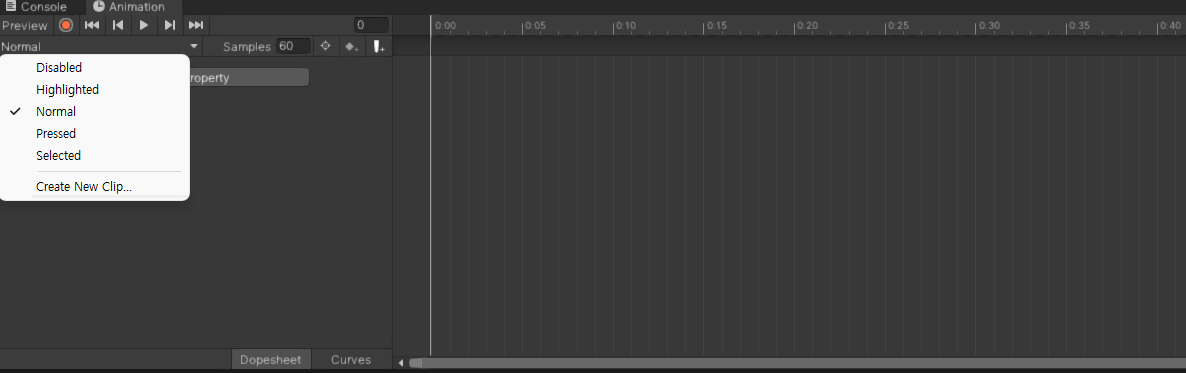 Console Animation
Preview 0 0:00 0:05 0:10 0:15 0:20 0:25 0:30 0:35 0:40
Normal Samples 60
Disabled
roperty
Highlighted
Normal
Pressed
Selected
Create New Clip...
Dopesheet Curves